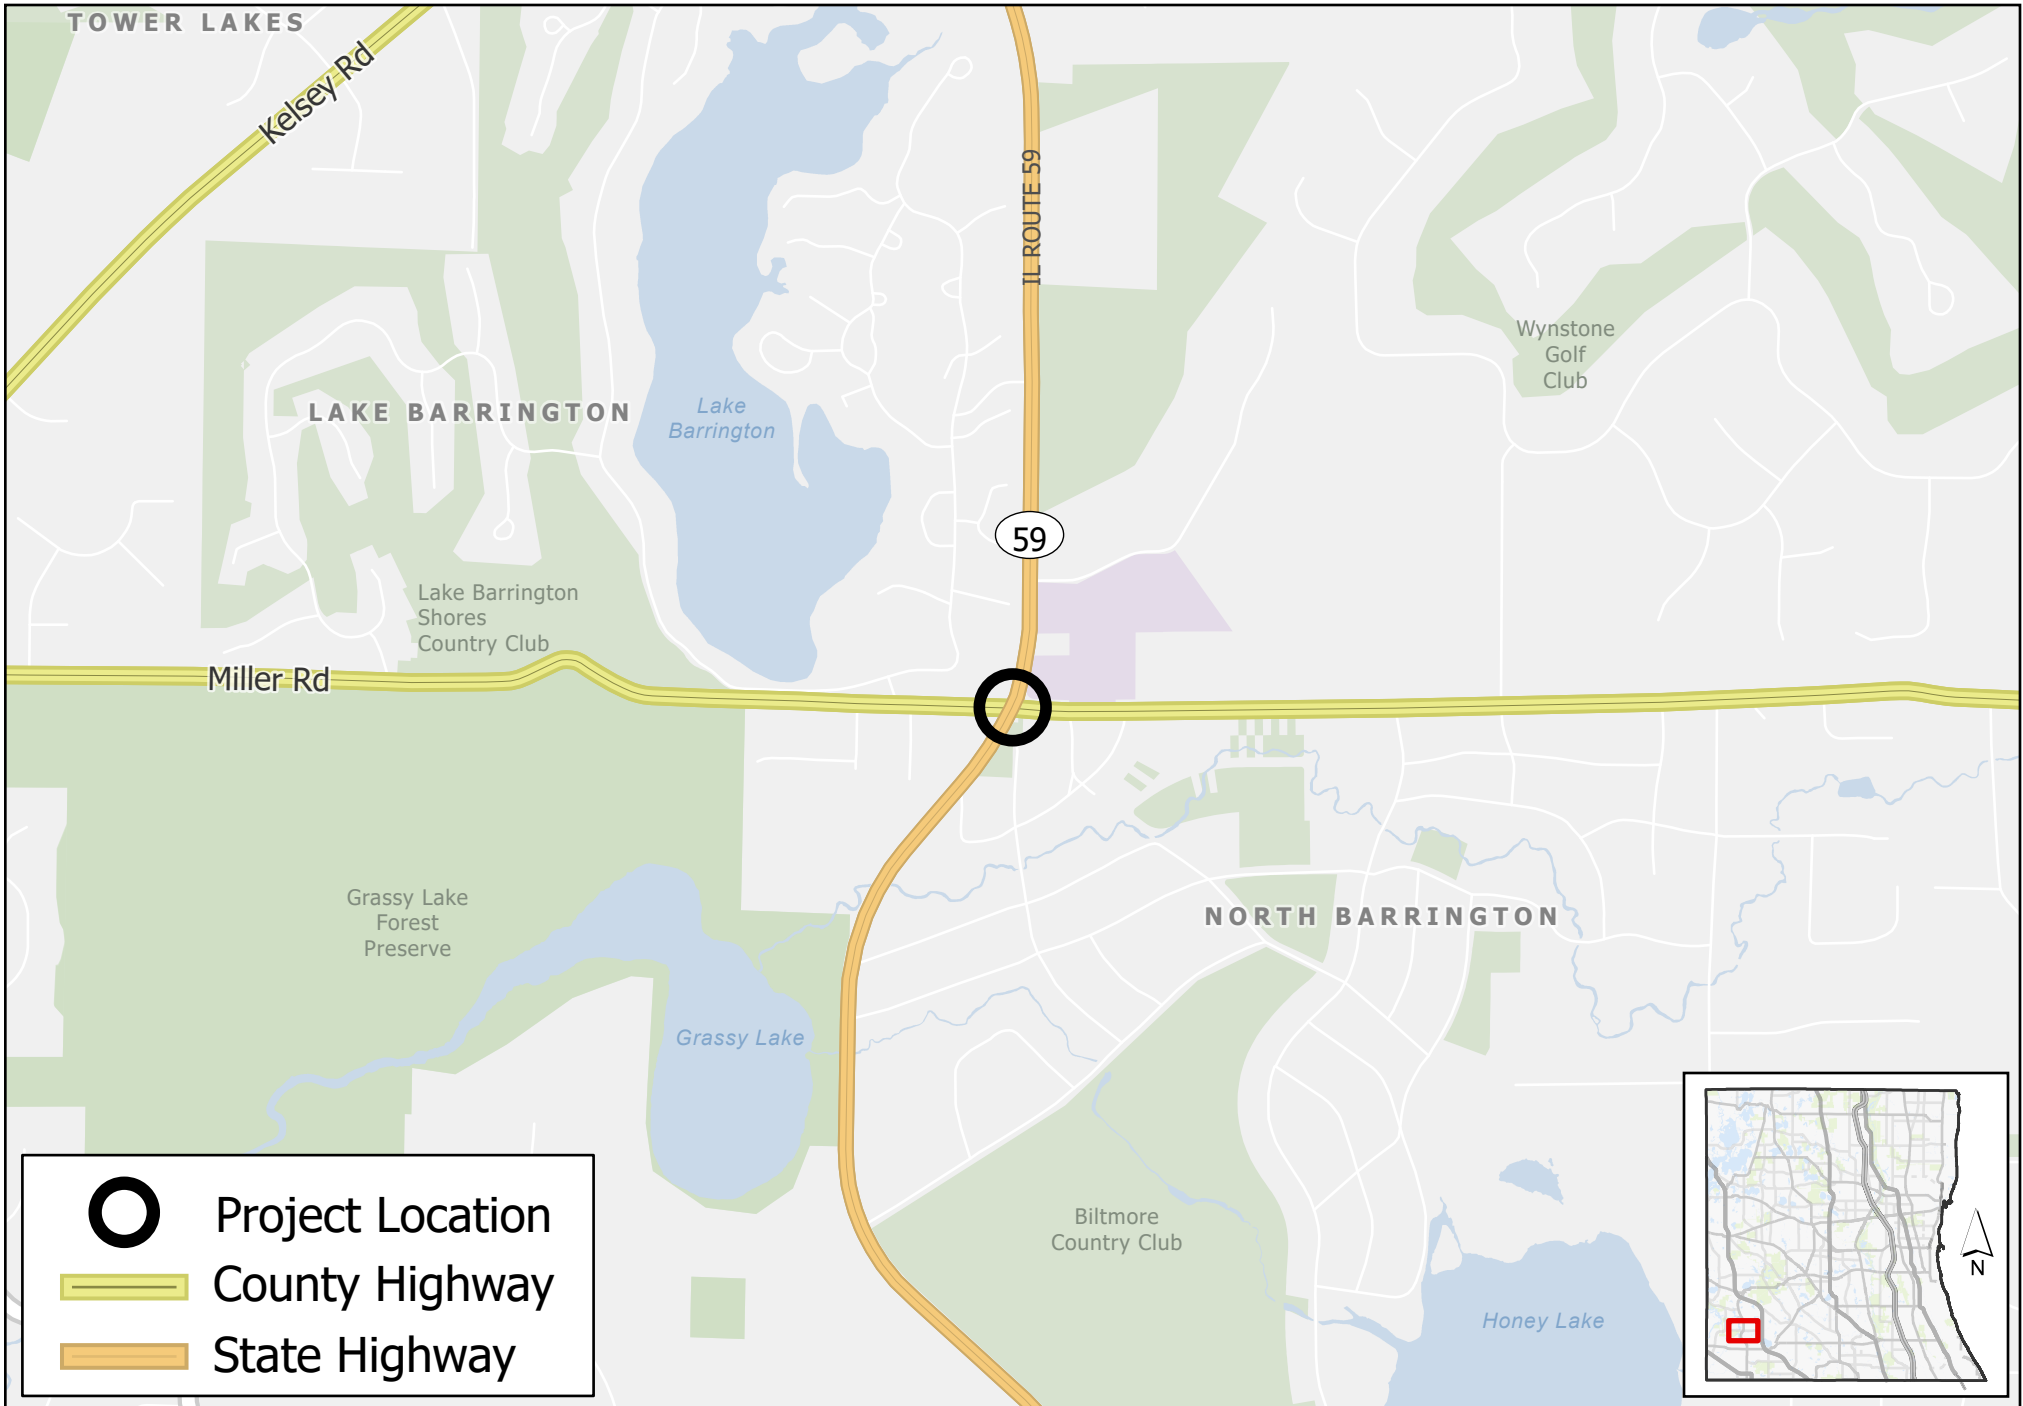 TOWER LAKES
Kelsey Rd
IL ROUTE 59
Wynstone
Golf
Club
LAKE BARRINGTON
Lake
Barrington
59
Lake Barrington
Shores
Country Club
Miller Rd
Grassy Lake
Forest
Preserve
NORTH BARRINGTON
Grassy Lake
Biltmore
Country Club
Honey Lake
Project Location
County Highway
State Highway
N